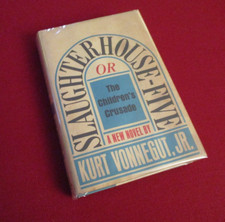 SLAUGHTERHOUSE-FIVE
OR
The Children's
Crusade
A NEW NOVEL BY
KURT VONNEGUT, JR.